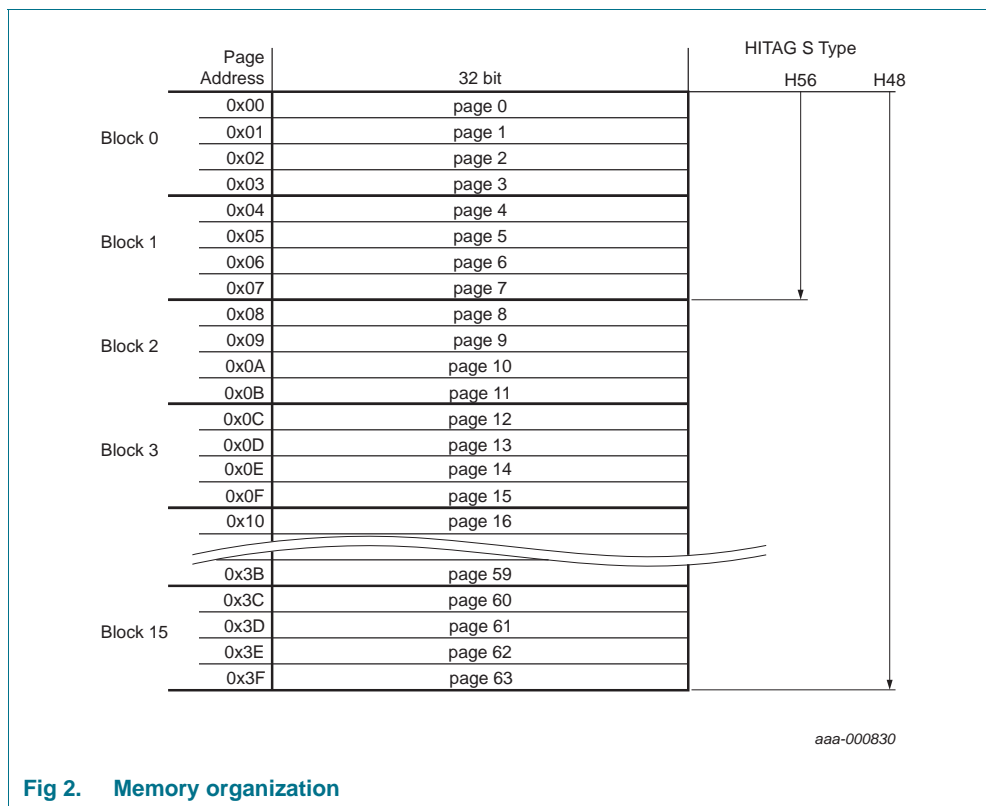 HITAG S Type
Page
Address 32 bit H56 H48
0x00 page 0
Block 0 0x01 page 1
0x02 page 2
0x03 page 3
0x04 page 4
Block 1 0x05 page 5
0x06 page 6
0x07 page 7
0x08 page 8
Block 2 0x09 page 9
0x0A page 10
0x0B page 11
0x0C page 12
Block 3 0x0D page 13
0x0E page 14
0x0F page 15
0x10 page 16
0x3B page 59
0x3C page 60
Block 15 0x3D page 61
0x3E page 62
0x3F page 63
aaa-000830
Fig 2. Memory organization